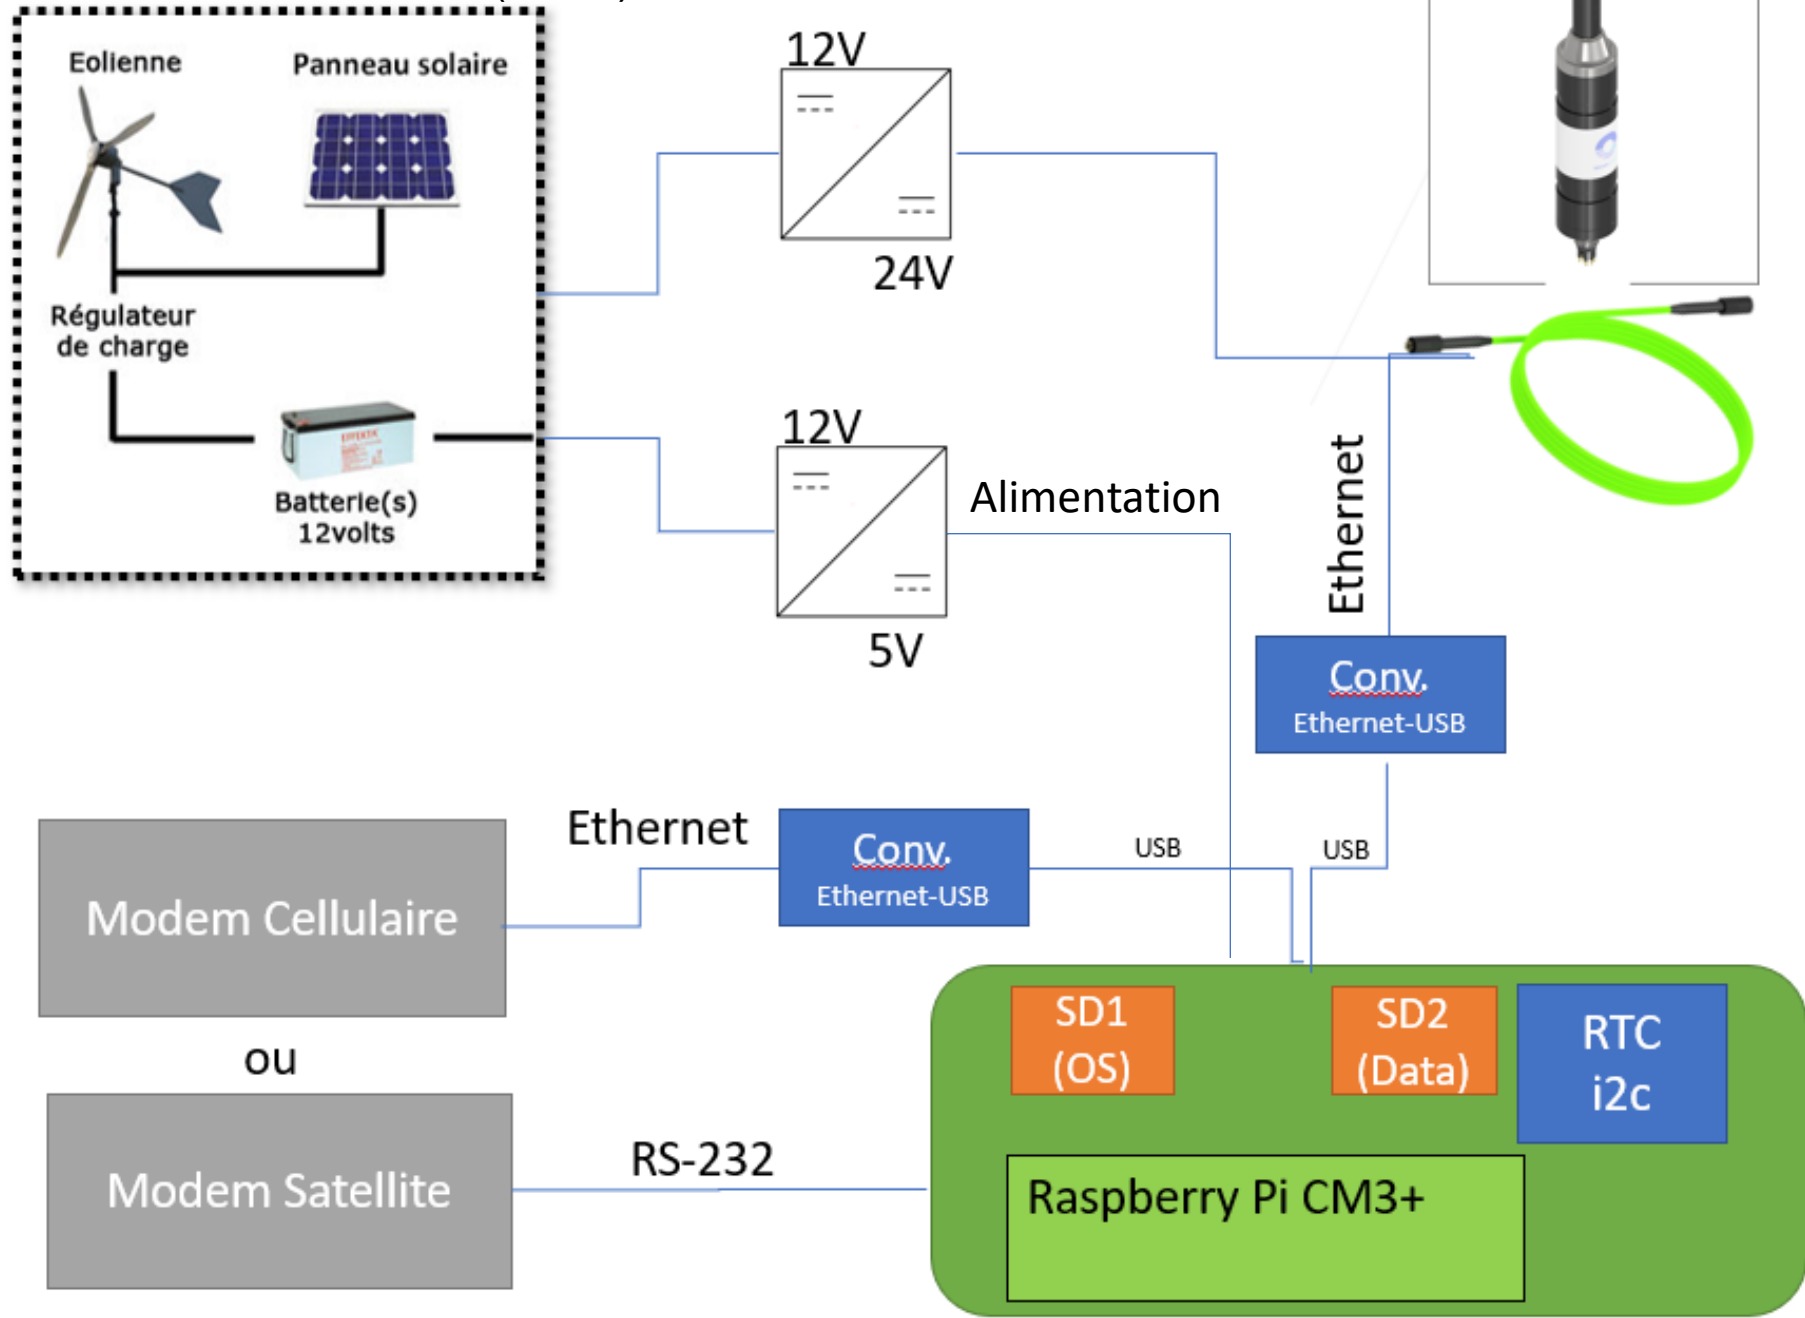 Eolienne
Panneau solaire
Régulateur
de charge
Batterie(s)
12volts
12V
24V
12V
5V
Alimentation
Ethernet
Conv.
Ethernet-USB
Ethernet
Conv.
Ethernet-USB
USB
USB
Modem Cellulaire
ou
Modem Satellite
RS-232
SD1
(OS)
SD2
(Data)
RTC
i2c
Raspberry Pi CM3+